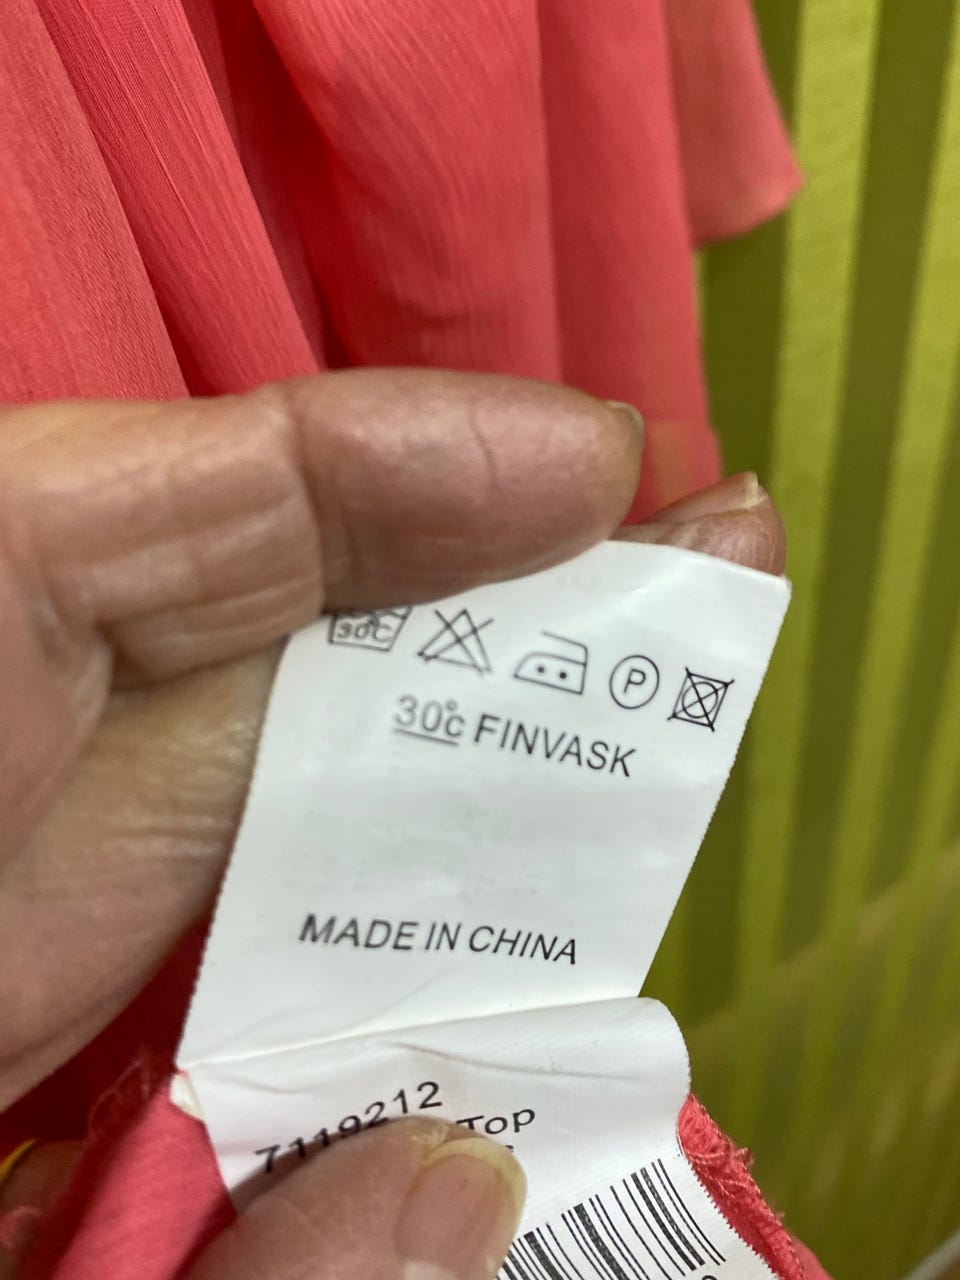 30°C
P
30°c FINVASK
MADE IN CHINA
7119212
Top